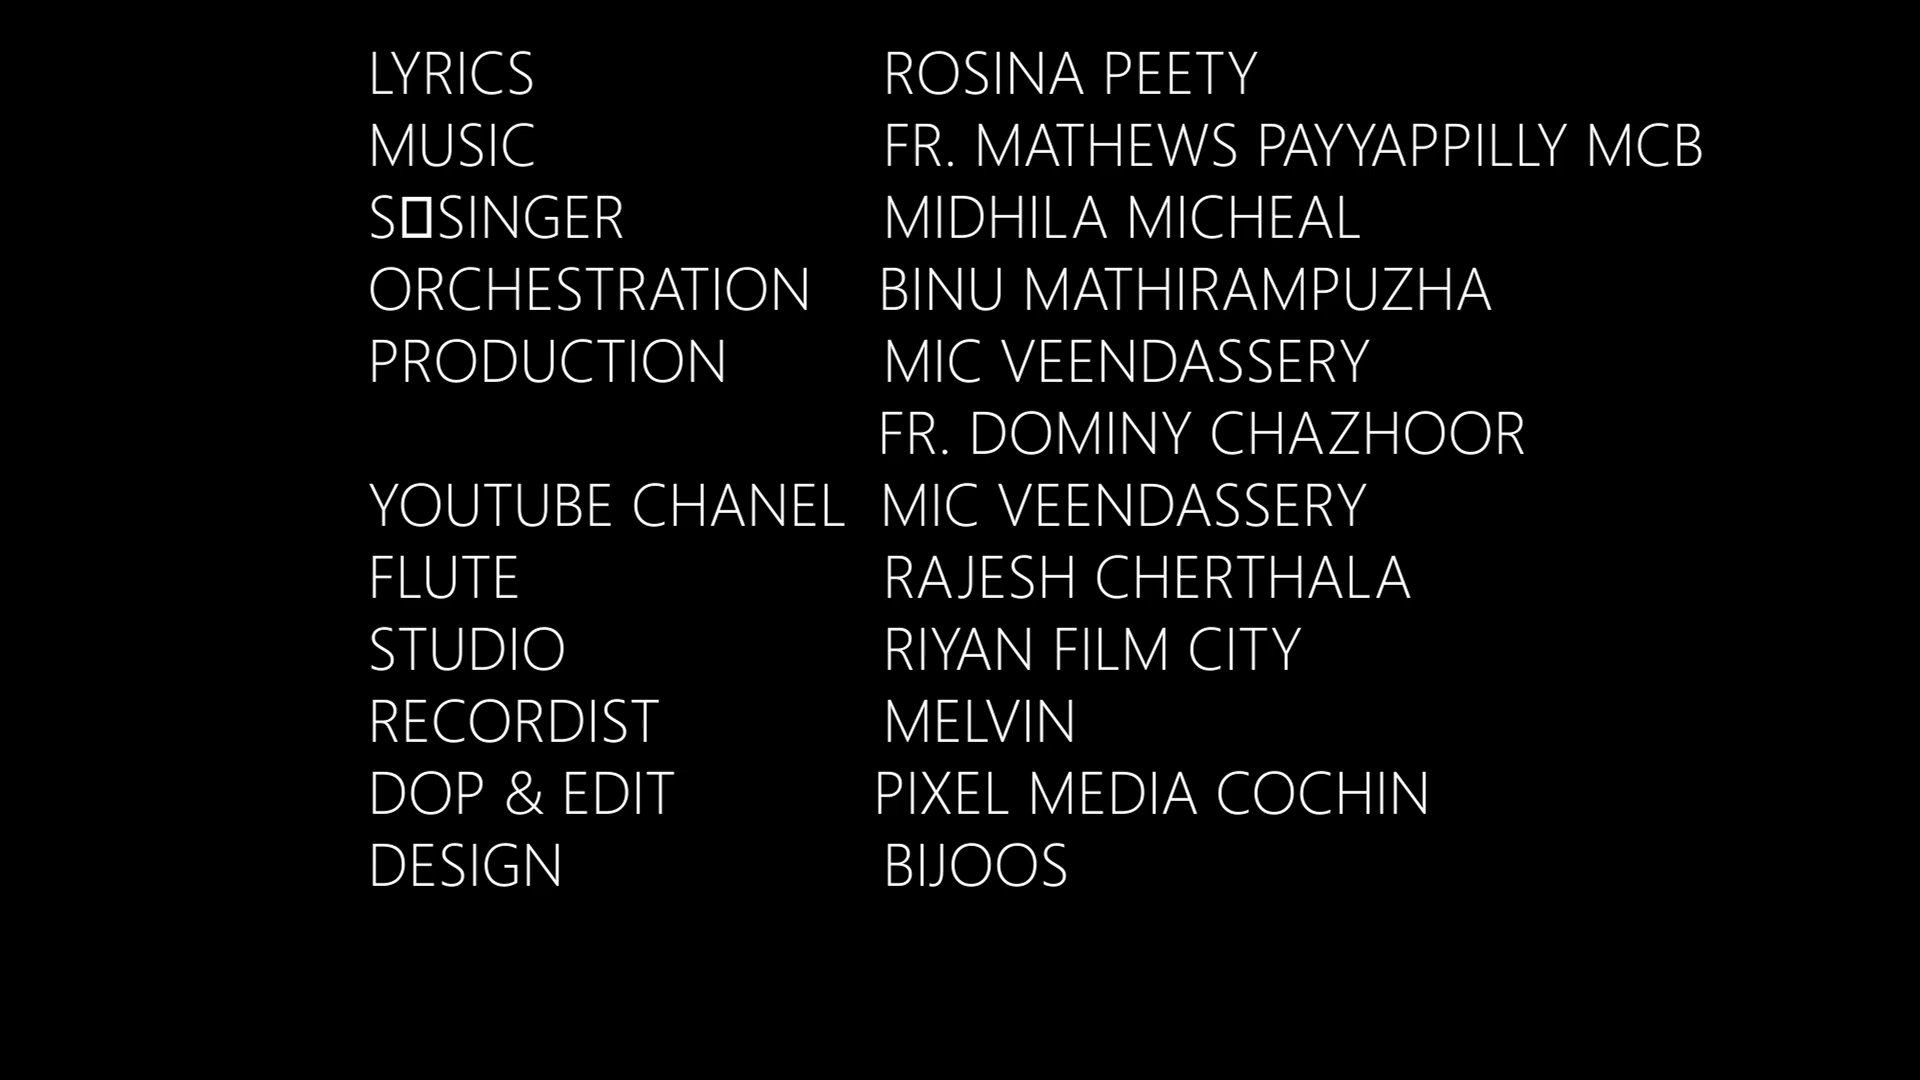 LYRICS ROSINA PEETY
MUSIC FR. MATHEWS PAYYAPPILLY MCB
S▯SINGER MIDHILA MICHEAL
ORCHESTRATION BINU MATHIRAMPUZHA
PRODUCTION MIC VEENDASSERY
FR. DOMINY CHAZHOOR
YOUTUBE CHANEL MIC VEENDASSERY
FLUTE RAJESH CHERTHALA
STUDIO RIYAN FILM CITY
RECORDIST MELVIN
DOP & EDIT PIXEL MEDIA COCHIN
DESIGN BIJOOS